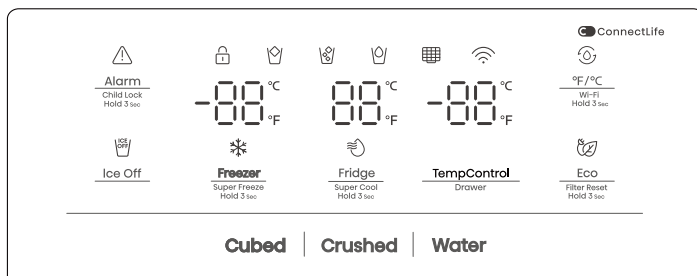 ConnectLife
Alarm
Child Lock
Hold 3 Sec
-88 °C
°F
88 °C
°F
-88 °C
°F
°F/°C
Wi-Fi
Hold 3 Sec
ICE
OFF
Ice Off
Freezer
Super Freeze
Hold 3 Sec
Fridge
Super Cool
Hold 3 Sec
TempControl
Drawer
Eco
Filter Reset
Hold 3 Sec
Cubed | Crushed | Water